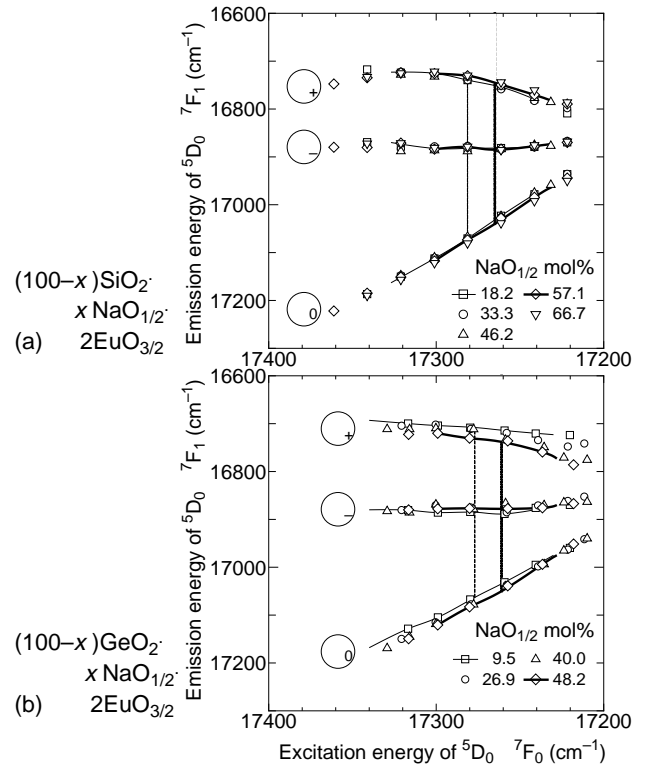 16600
16800
17000
17200
17400
17300
17200
Emission energy of ⁵D₀ ⁷F₁ (cm⁻¹)
+
−
0
NaO₁/₂ mol%
18.2
57.1
33.3
66.7
46.2
(100–x )SiO₂·
x NaO₁/₂·
(a) 2EuO₃/₂
16600
16800
17000
17200
17400
17300
17200
Emission energy of ⁵D₀ ⁷F₁ (cm⁻¹)
+
−
0
NaO₁/₂ mol%
9.5
40.0
26.9
48.2
(100–x )GeO₂·
x NaO₁/₂·
(b) 2EuO₃/₂
Excitation energy of ⁵D₀ ⁷F₀ (cm⁻¹)